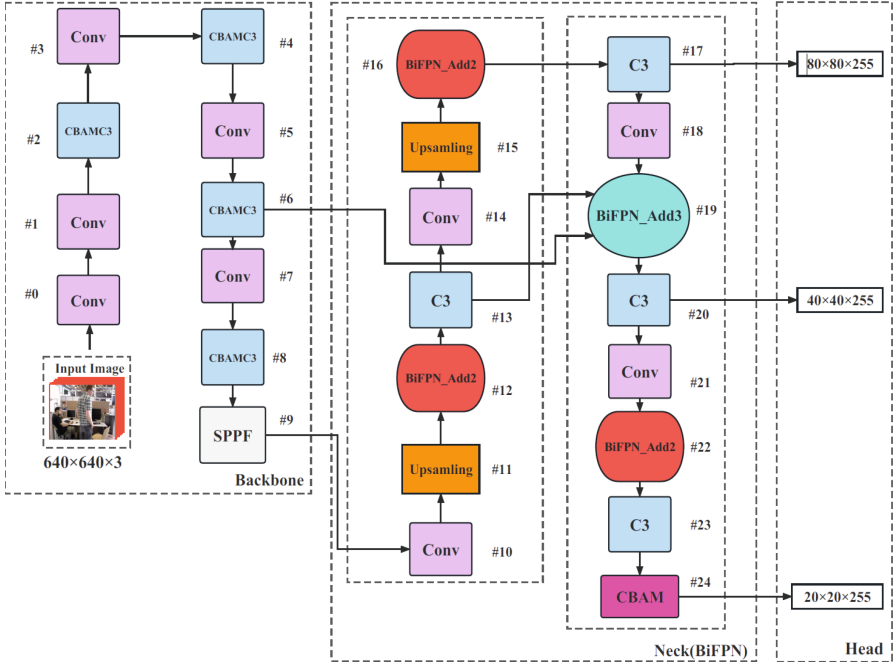 #3
Conv
CBAMC3
#4
#2
CBAMC3
Conv
#5
#1
Conv
CBAMC3
#6
#0
Conv
Conv
#7
Input Image
CBAMC3
#8
640×640×3
SPPF
#9
Backbone
#16
BiFPN_Add2
Upsamling
#15
Conv
#14
C3
#13
BiFPN_Add2
#12
Upsamling
#11
Conv
#10
C3
#17
Conv
#18
BiFPN_Add3
#19
C3
#20
Conv
#21
BiFPN_Add2
#22
C3
#23
CBAM
#24
Neck(BiFPN)
80×80×255
40×40×255
20×20×255
Head